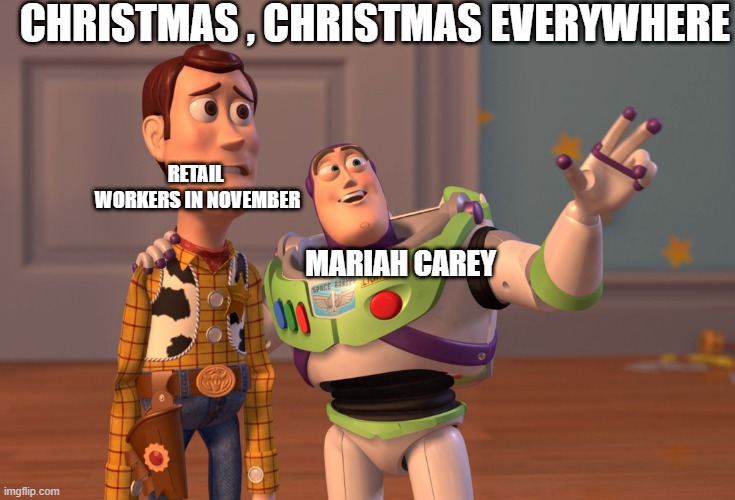 CHRISTMAS , CHRISTMAS EVERYWHERE
RETAIL
WORKERS IN NOVEMBER
MARIAH CAREY
SPACE RANGER
imgflip.com